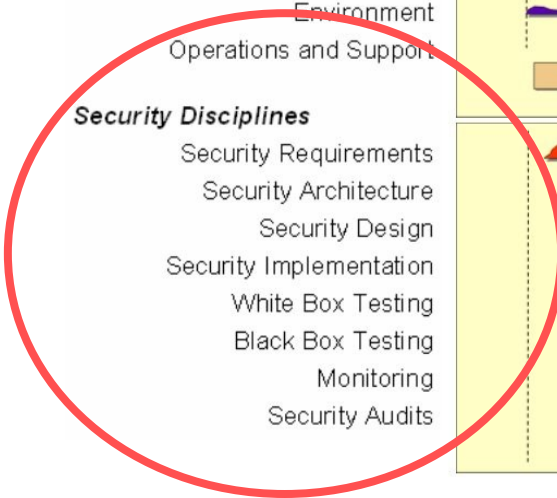 Environment
Operations and Support
Security Disciplines
Security Requirements
Security Architecture
Security Design
Security Implementation
White Box Testing
Black Box Testing
Monitoring
Security Audits